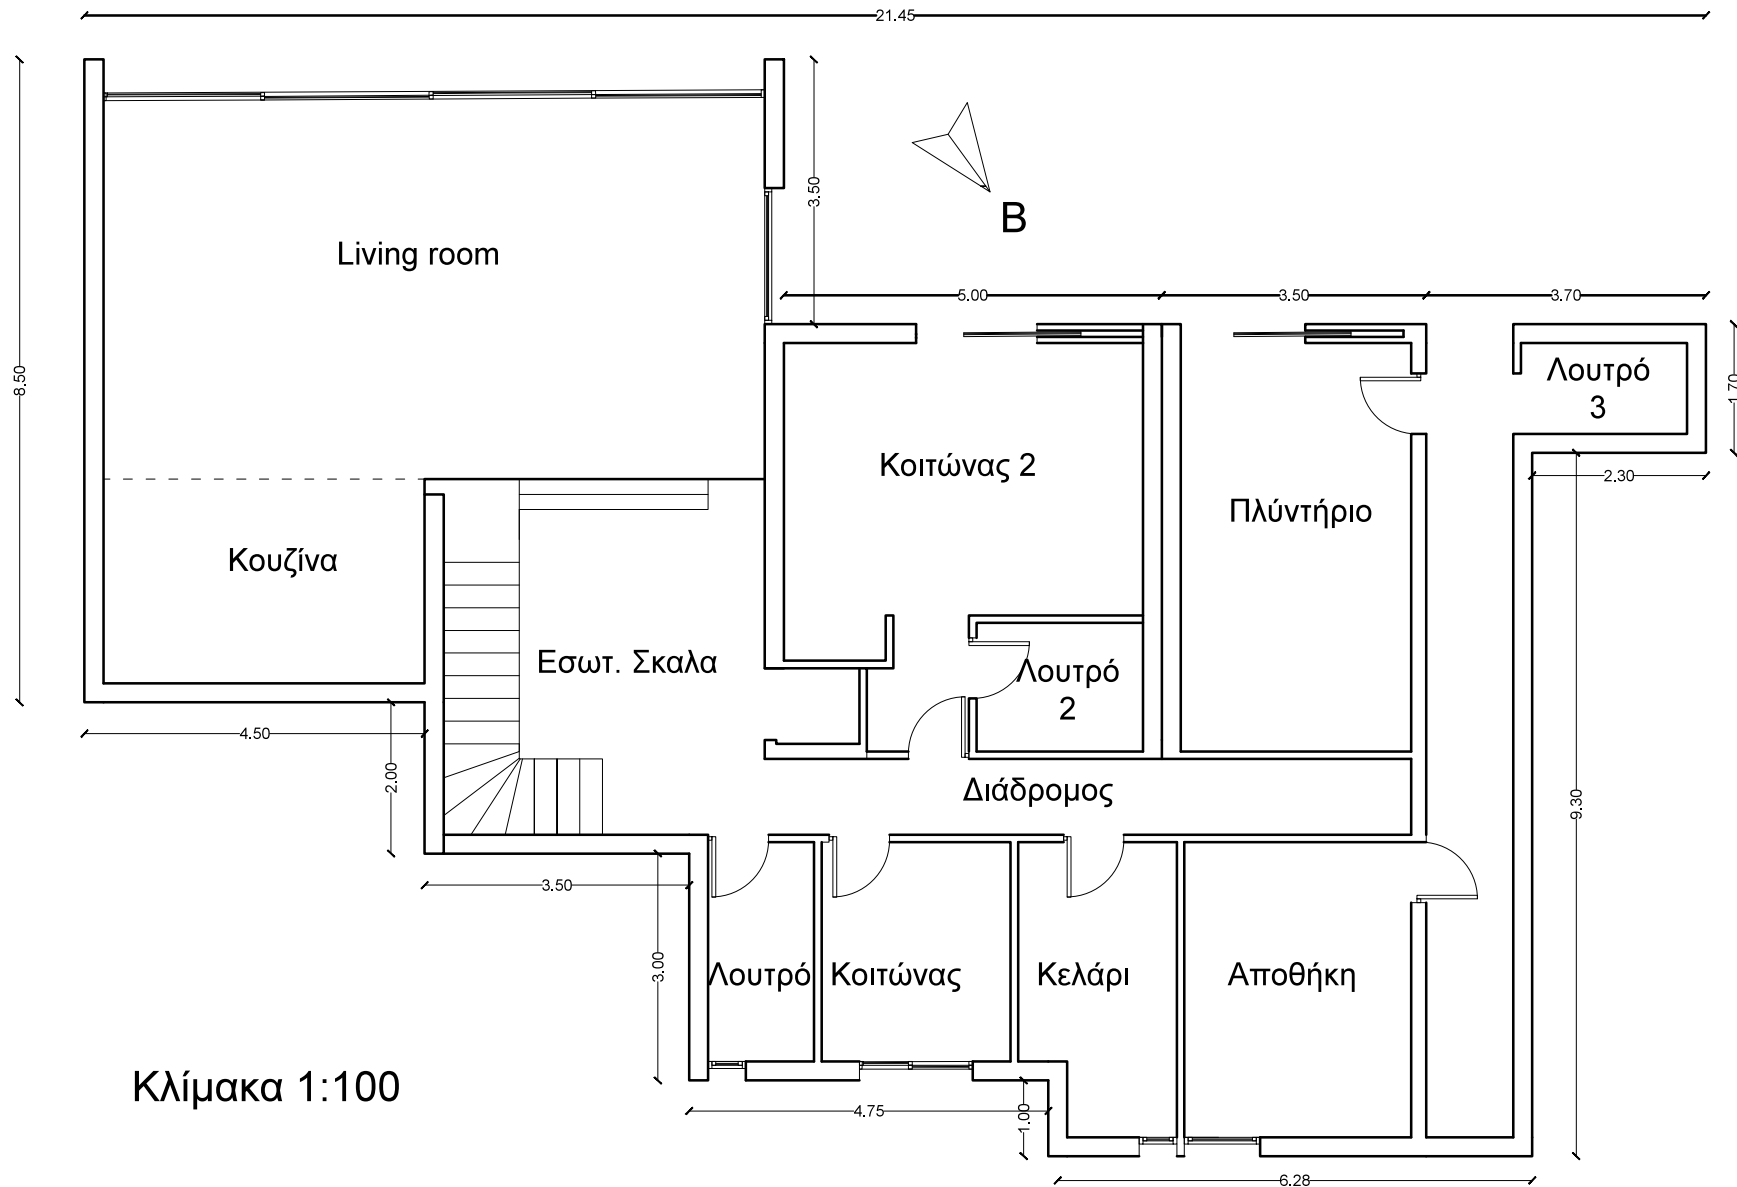 21.45
3.50
B
Living room
5.00
3.50
3.70
8.50
Λουτρό
3
1.70
Κοιτώνας 2
2.30
Πλύντήριο
Κουζίνα
Εσωτ. Σκαλα
Λουτρό
2
4.50
2.00
Διάδρομος
9.30
3.50
3.00
Λουτρό
Κοιτώνας
Κελάρι
Αποθήκη
Κλίμακα 1:100
4.75
1.00
6.28